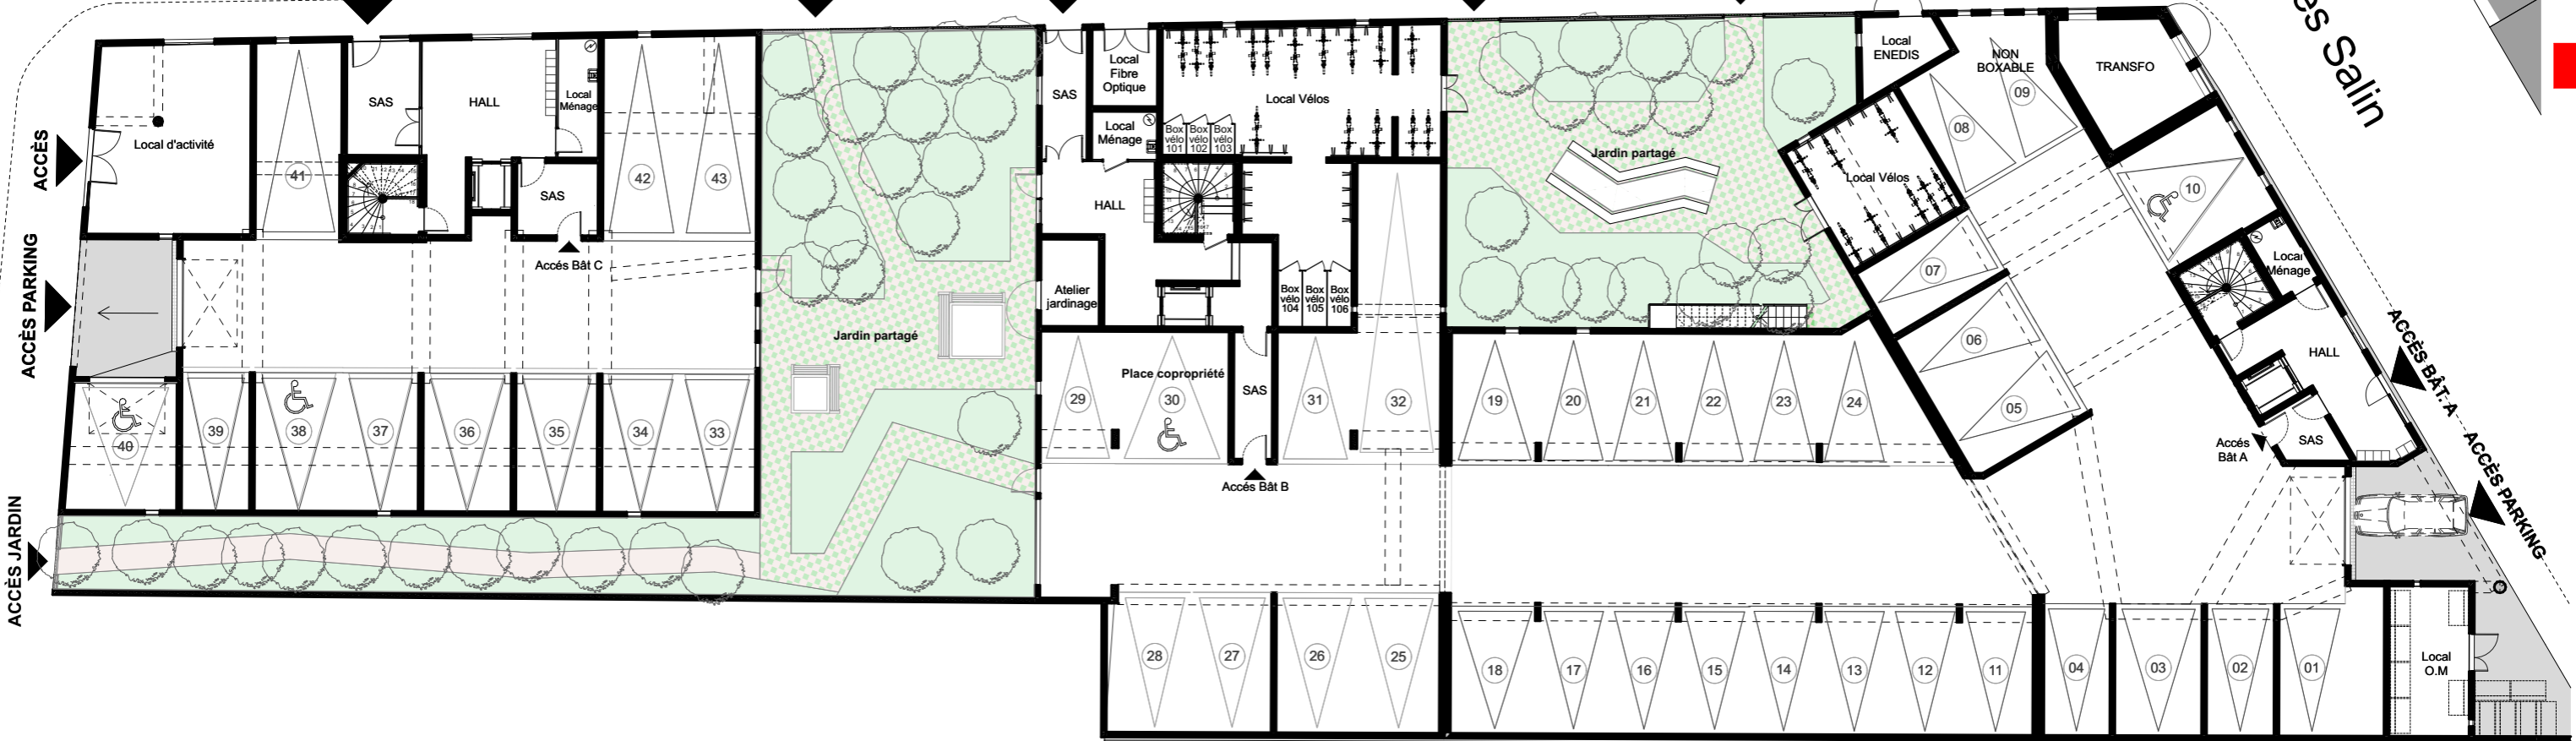 ès Salin
ACCÈS
ACCÈS PARKING
ACCÈS JARDIN
Local d'activité
41
SAS
HALL
Local
Ménage
SAS
42
43
Accés Bât C
40
39
38
37
36
35
34
33
Jardin partagé
SAS
Local
Fibre
Optique
Local
Ménage
Box
vélo
101
Box
vélo
102
Box
vélo
103
Local Vélos
HALL
Atelier
jardinage
Box
vélo
104
Box
vélo
105
Box
vélo
106
29
Place copropriété
30
SAS
31
32
Accés Bât B
28
27
26
25
Jardin partagé
Local
ENEDIS
NON
BOXABLE
TRANSFO
09
08
10
Local Vélos
07
06
05
Local
Ménage
HALL
SAS
Accés
Bât A
ACCÈS BÂT. A
ACCÈS PARKING
19
20
21
22
23
24
18
17
16
15
14
13
12
11
04
03
02
01
Local
O.M